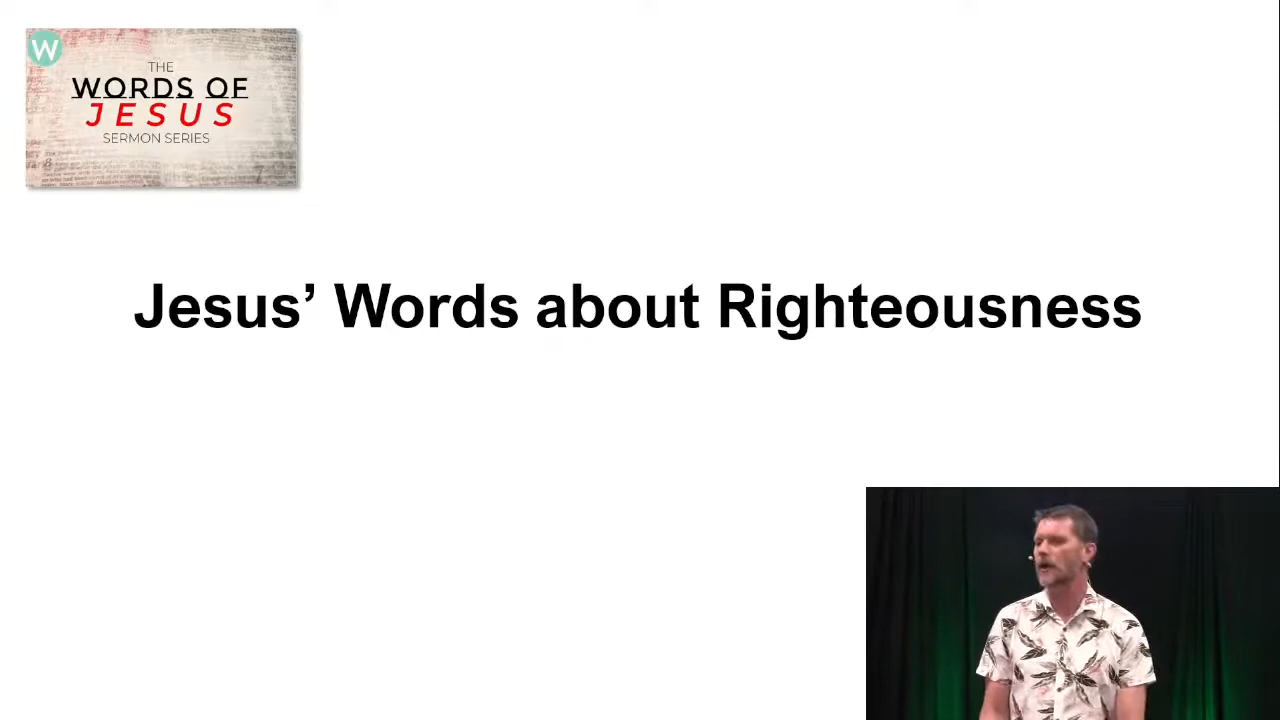 W
THE
WORDS OF
JESUS
SERMON SERIES
Jesus’ Words about Righteousness